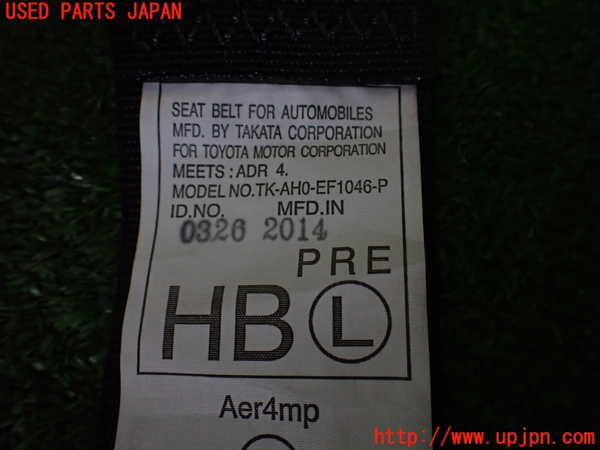 USED PARTS JAPAN
SEAT BELT FOR AUTOMOBILES
MFD. BY TAKATA CORPORATION
FOR TOYOTA MOTOR CORPORATION
MEETS : ADR 4.
MODEL NO.TK-AH0-EF1046-P
ID.NO. MFD.IN
0326 2014
PRE
HB L
Aer4mp
http://www.upjpn.com/